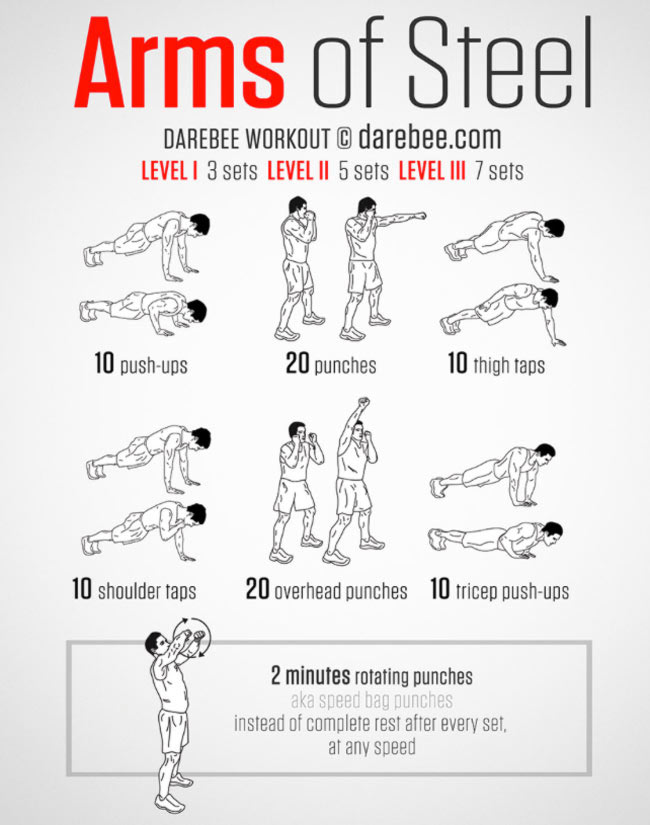 Arms of Steel
DAREBEE WORKOUT © darebee.com
LEVEL I 3 sets LEVEL II 5 sets LEVEL III 7 sets
10 push-ups
20 punches
10 thigh taps
10 shoulder taps
20 overhead punches
10 tricep push-ups
2 minutes rotating punches
aka speed bag punches
instead of complete rest after every set,
at any speed